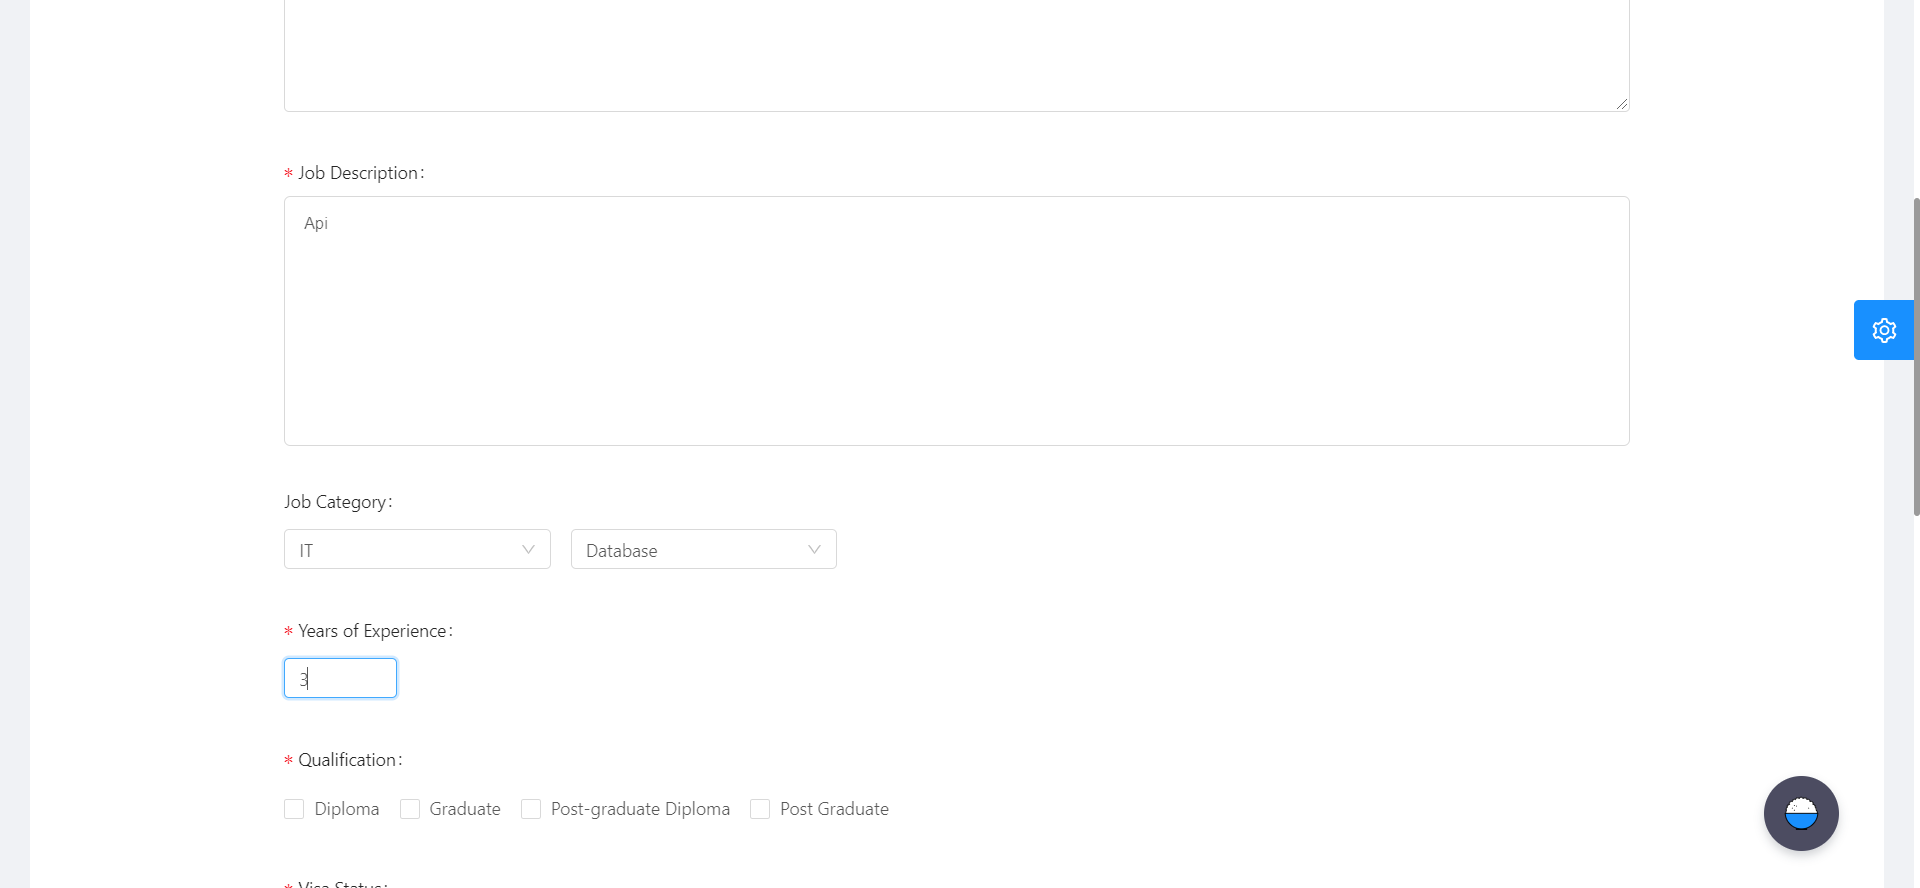 * Job Description:
Api
Job Category:
IT Database
* Years of Experience:
3
* Qualification:
Diploma Graduate Post-graduate Diploma Post Graduate
* Visa Status: